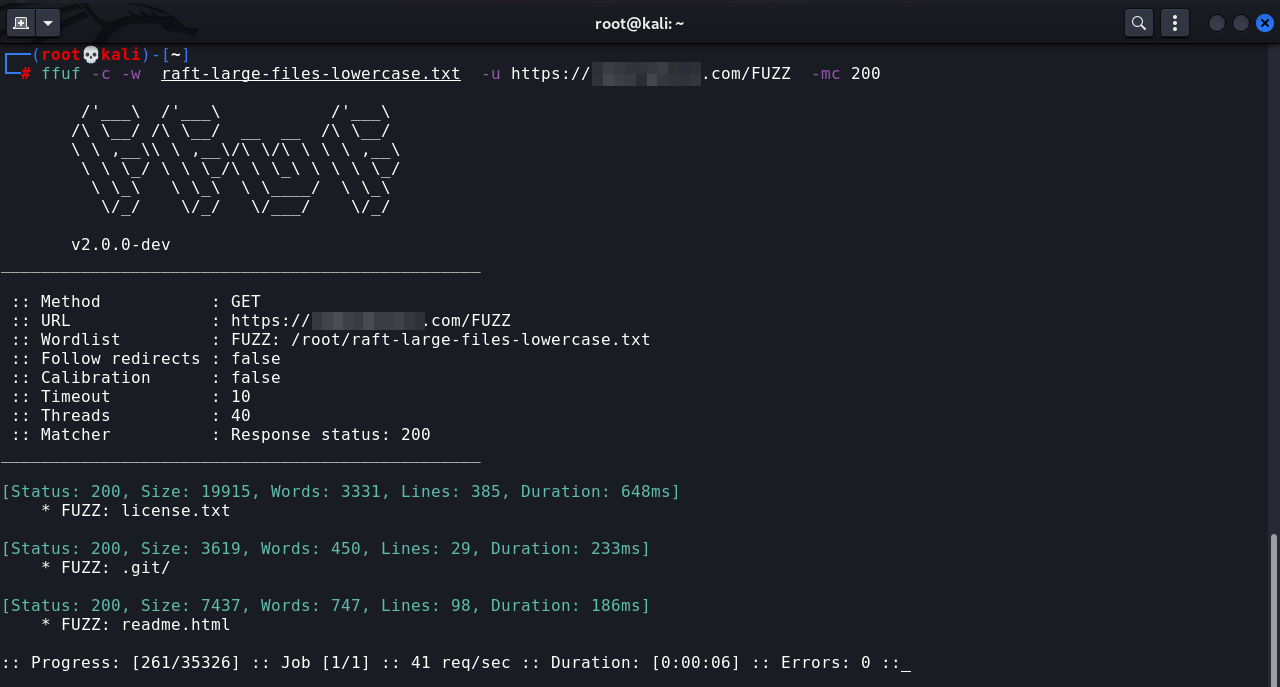 root@kali: ~
┌──(root💀kali)-[~]
└─# ffuf -c -w  raft-large-files-lowercase.txt  -u https://.com/FUZZ  -mc 200

        /'___\  /'___\           /'___\
       /\ \__/ /\ \__/  __  __  /\ \__/
       \ \ ,__\\ \ ,__\/\ \/\ \ \ \ ,__\
        \ \ \_/ \ \ \_/\ \ \_\ \ \ \ \_/
         \ \_\   \ \_\  \ \____/  \ \_\
          \/_/    \/_/   \/___/    \/_/

       v2.0.0-dev
________________________________________________

 :: Method           : GET
 :: URL              : https://.com/FUZZ
 :: Wordlist         : FUZZ: /root/raft-large-files-lowercase.txt
 :: Follow redirects : false
 :: Calibration      : false
 :: Timeout          : 10
 :: Threads          : 40
 :: Matcher          : Response status: 200
________________________________________________

[Status: 200, Size: 19915, Words: 3331, Lines: 385, Duration: 648ms]
    * FUZZ: license.txt

[Status: 200, Size: 3619, Words: 450, Lines: 29, Duration: 233ms]
    * FUZZ: .git/

[Status: 200, Size: 7437, Words: 747, Lines: 98, Duration: 186ms]
    * FUZZ: readme.html

:: Progress: [261/35326] :: Job [1/1] :: 41 req/sec :: Duration: [0:00:06] :: Errors: 0 ::_